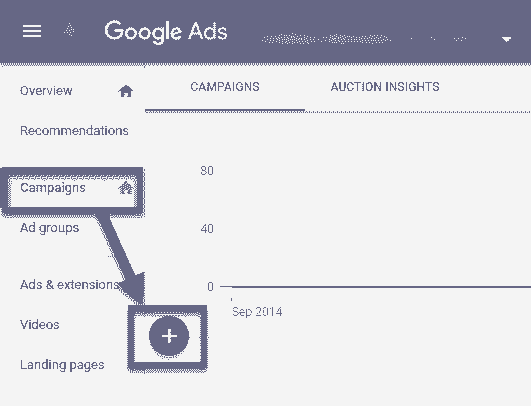 Google Ads
Overview
Recommendations
Campaigns
Ad groups
Ads & extensions
Videos
Landing pages
CAMPAIGNS
AUCTION INSIGHTS
80
40
0
Sep 2014
+